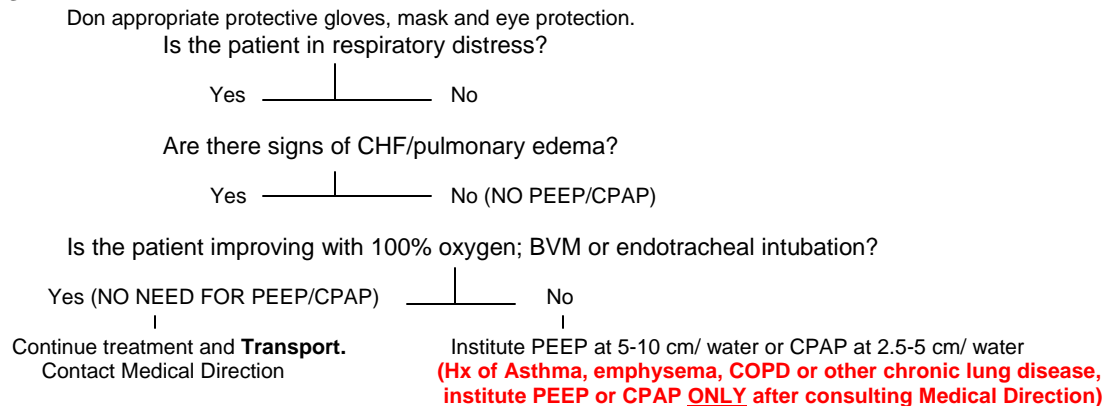 Don appropriate protective gloves, mask and eye protection.
Is the patient in respiratory distress?
Yes No
Are there signs of CHF/pulmonary edema?
Yes No (NO PEEP/CPAP)
Is the patient improving with 100% oxygen; BVM or endotracheal intubation?
Yes (NO NEED FOR PEEP/CPAP) No
Continue treatment and Transport. Institute PEEP at 5-10 cm/ water or CPAP at 2.5-5 cm/ water
Contact Medical Direction (Hx of Asthma, emphysema, COPD or other chronic lung disease,
institute PEEP or CPAP ONLY after consulting Medical Direction)